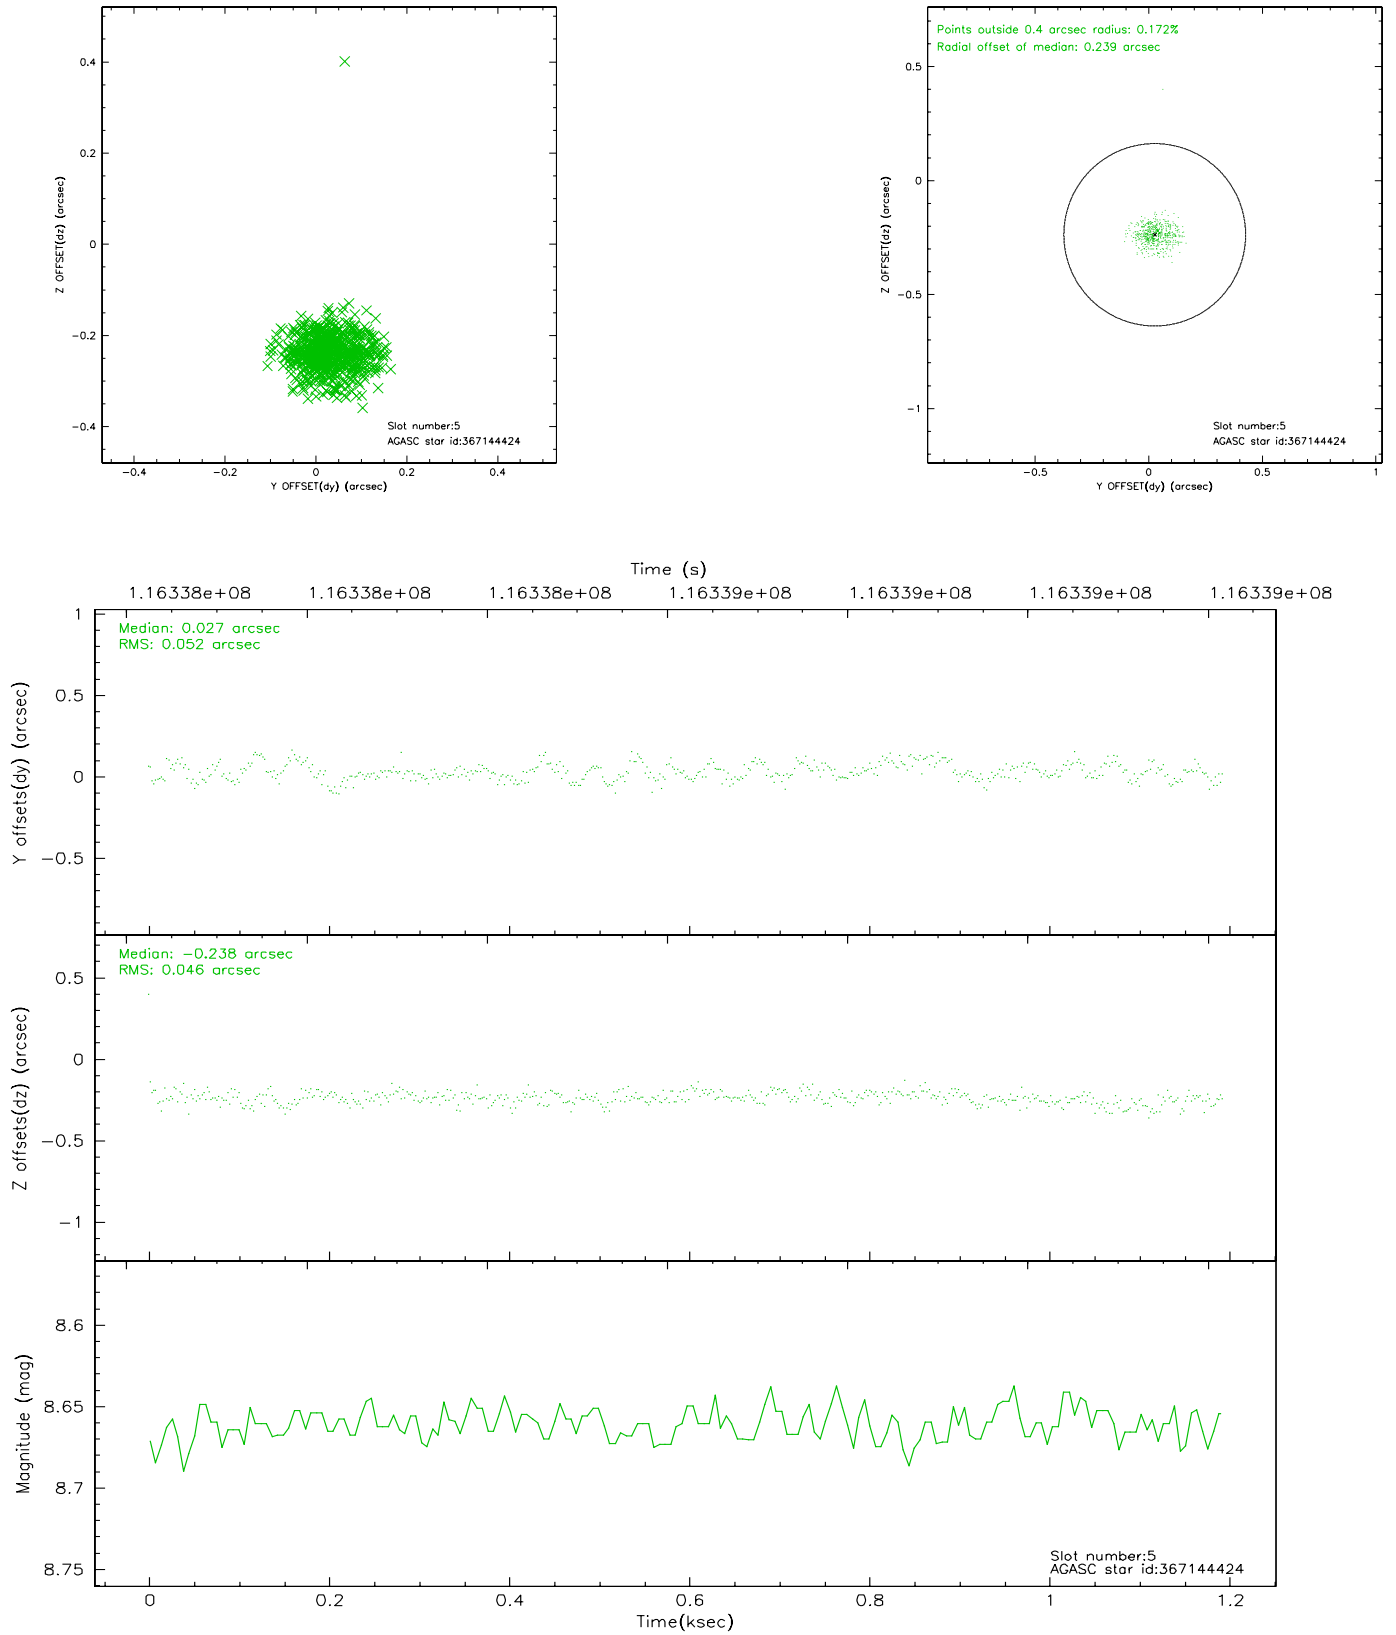 0.4
0.2
0
−0.2
−0.4
Z OFFSET(dz) (arcsec)
Slot number:5
AGASC star id:367144424
−0.4
−0.2
0
0.2
0.4
Y OFFSET(dy) (arcsec)
Points outside 0.4 arcsec radius: 0.172%
Radial offset of median: 0.239 arcsec
0.5
0
−0.5
−1
Z OFFSET(dz) (arcsec)
Slot number:5
AGASC star id:367144424
−0.5
0
0.5
1
Y OFFSET(dy) (arcsec)
Time (s)
1.16338e+08
1.16338e+08
1.16338e+08
1.16339e+08
1.16339e+08
1.16339e+08
1.16339e+08
Median: 0.027 arcsec
RMS: 0.052 arcsec
1
0.5
0
−0.5
Y offsets(dy) (arcsec)
Median: −0.238 arcsec
RMS: 0.046 arcsec
0.5
0
−0.5
−1
Z offsets(dz) (arcsec)
8.6
8.65
8.7
8.75
Magnitude (mag)
Slot number:5
AGASC star id:367144424
0
0.2
0.4
0.6
0.8
1
1.2
Time(ksec)